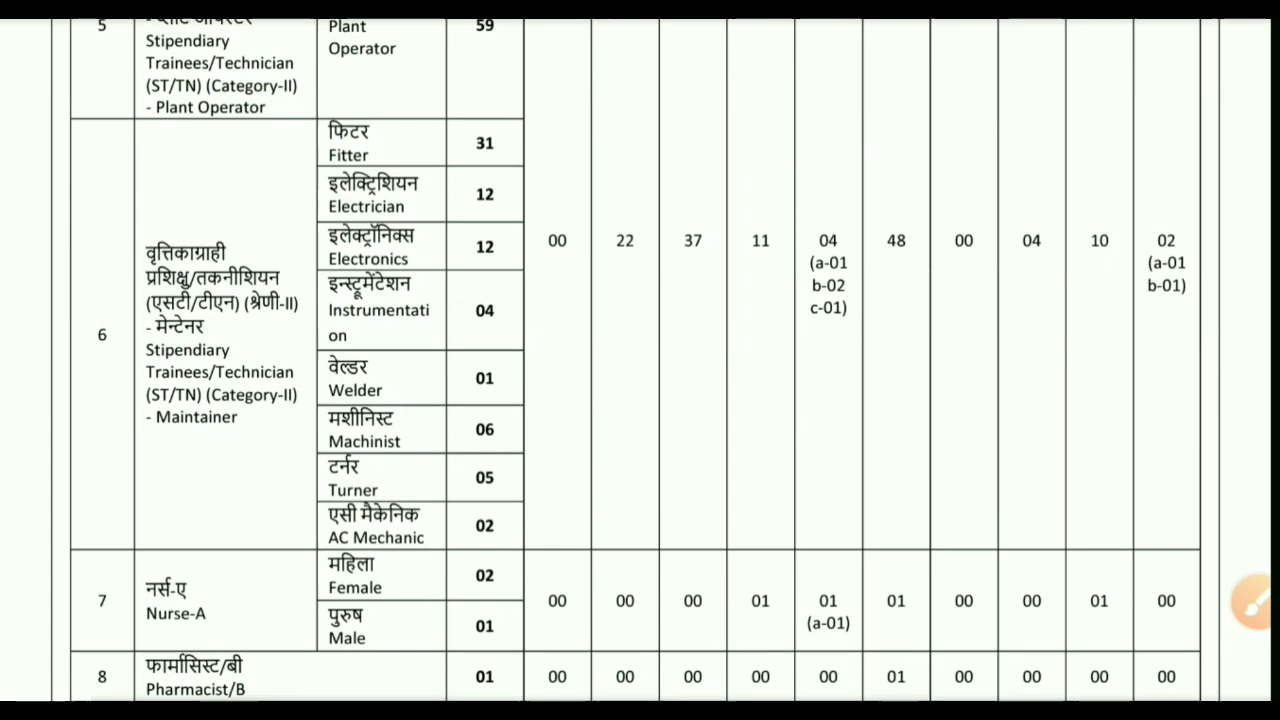 5
Stipendiary
Trainees/Technician
(ST/TN) (Category-II)
- Plant Operator
Plant
Operator
59
6
वृत्तिकाग्राही
प्रशिक्षु/तकनीशियन
(एसटी/टीएन) (श्रेणी-II)
- मेन्टेनर
Stipendiary
Trainees/Technician
(ST/TN) (Category-II)
- Maintainer
फिटर
Fitter
31
इलेक्ट्रिशियन
Electrician
12
इलेक्ट्रॉनिक्स
Electronics
12
इन्स्ट्रूमेंटेशन
Instrumentati
on
04
वेल्डर
Welder
01
मशीनिस्ट
Machinist
06
टर्नर
Turner
05
एसी मैकेनिक
AC Mechanic
02
00 22 37 11 04 48 00 04 10 02
(a-01
b-02
c-01)
(a-01
b-01)
7
नर्स-ए
Nurse-A
महिला
Female
02
पुरुष
Male
01
00 00 00 01 01 01 00 00 01 00
(a-01)
8
फार्मासिस्ट/बी
Pharmacist/B
01 00 00 00 00 00 01 00 00 00 00